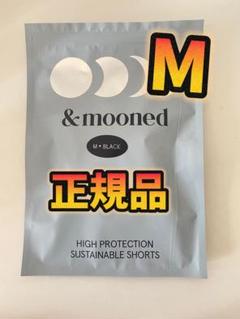 M
&mooned
M • BLACK
正規品
HIGH PROTECTION
SUSTAINABLE SHORTS